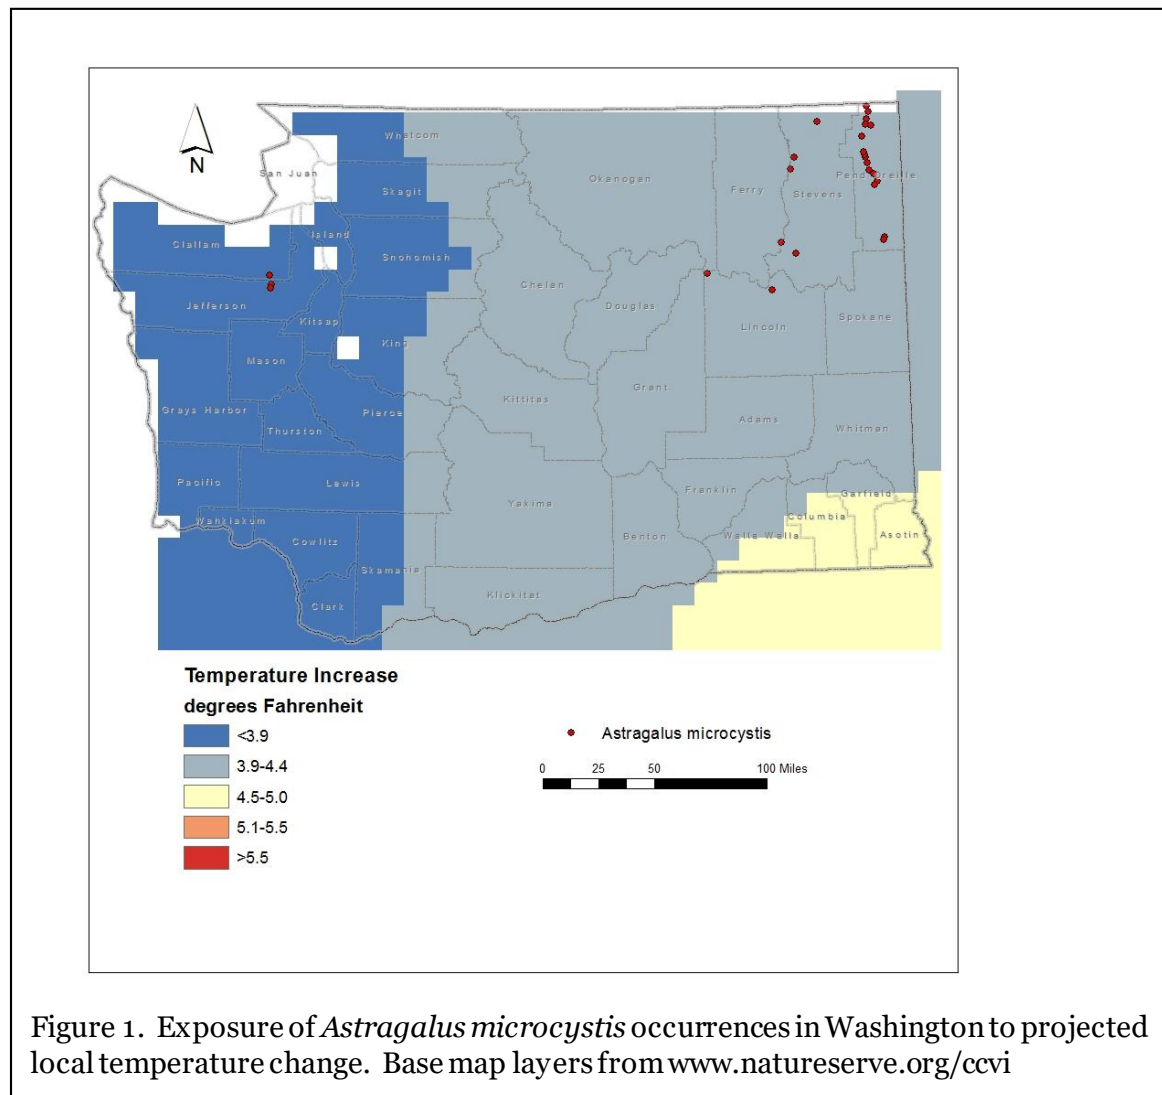 N
Whatcom
San Juan
Okanogan
Ferry
Pend Oreille
Skagit
Stevens
Island
Clallam
Snohomish
Chelan
Jefferson
Douglas
Spokane
Kitsap
Lincoln
King
Mason
Grant
Kittitas
Grays Harbor
Pierce
Adams
Whitman
Thurston
Pacific
Lewis
Franklin
Garfield
Yakima
Columbia
Wahkiakum
Benton
Walla Walla
Asotin
Cowlitz
Skamania
Klickitat
Clark
Temperature Increase
degrees Fahrenheit
<3.9
3.9-4.4
4.5-5.0
5.1-5.5
>5.5
Astragalus microcystis
0 25 50 100 Miles
Figure 1. Exposure of Astragalus microcystis occurrences in Washington to projected
local temperature change. Base map layers from www.natureserve.org/ccvi